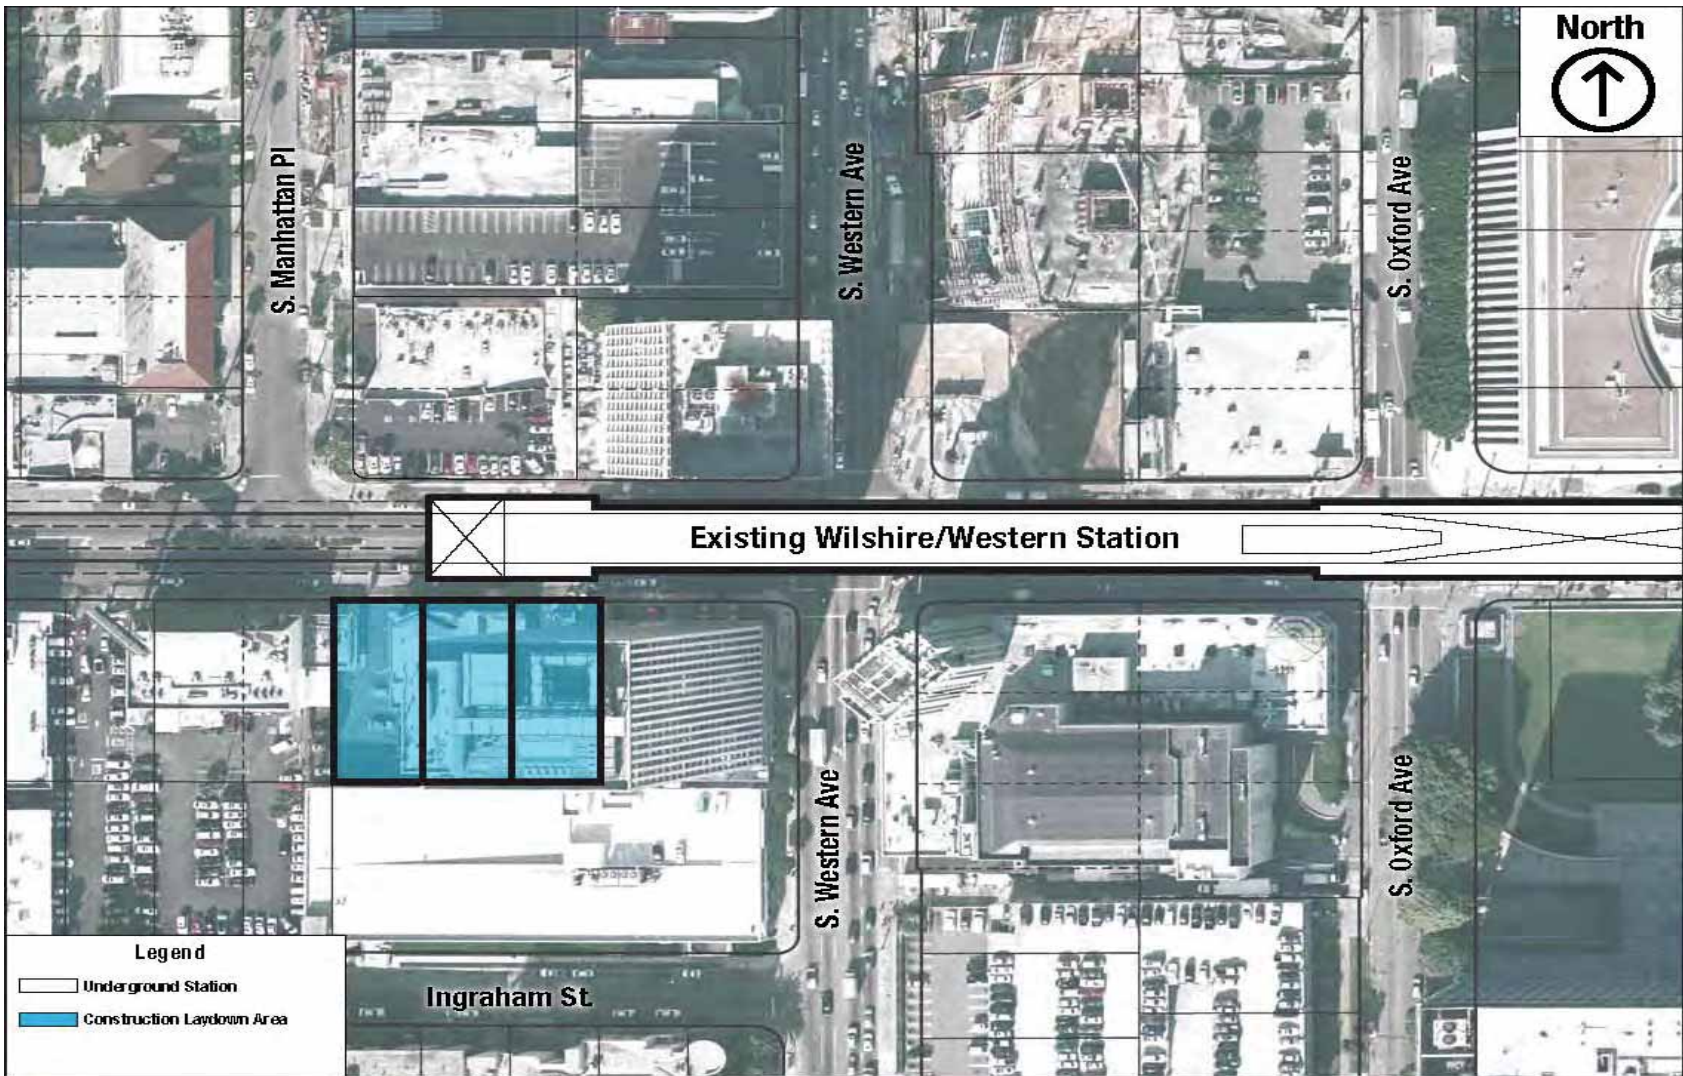 North
S. Manhattan Pl
S. Western Ave
S. Oxford Ave
Existing Wilshire/Western Station
S. Western Ave
S. Oxford Ave
Legend
Underground Station
Construction Laydown Area
Ingraham St.